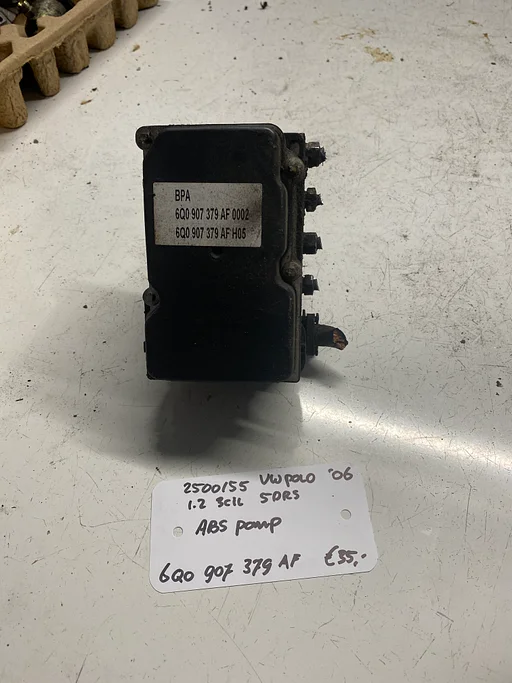 BPA
6Q0 907 379 AF 0002
6Q0 907 379 AF H05
2500155 VW POLO '06
1.2 3cil 5DRS
ABS pomp
6Q0 907 379 AF €35,-